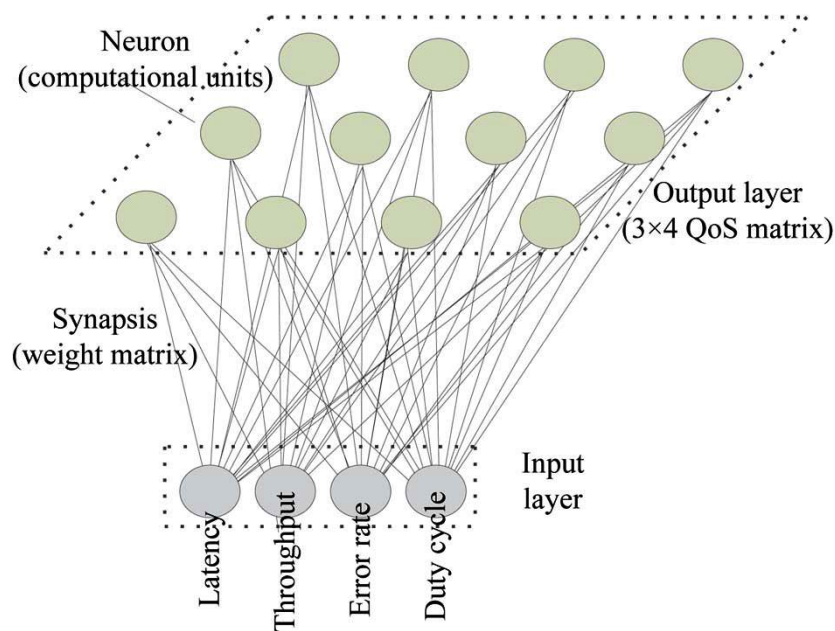 Neuron
(computational units)
Output layer
(3×4 QoS matrix)
Synapsis
(weight matrix)
Input
layer
Latency
Throughput
Error rate
Duty cycle